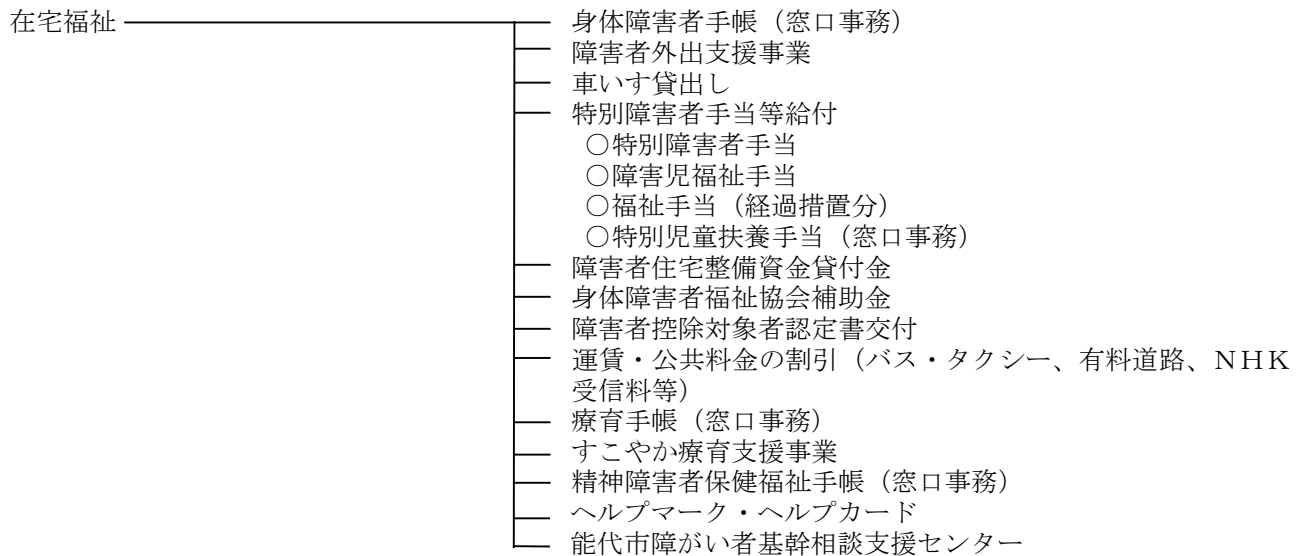 在宅福祉
身体障害者手帳（窓口事務）
障害者外出支援事業
車いす貸出し
特別障害者手当等給付
○特別障害者手当
○障害児福祉手当
○福祉手当（経過措置分）
○特別児童扶養手当（窓口事務）
障害者住宅整備資金貸付金
身体障害者福祉協会補助金
障害者控除対象者認定書交付
運賃・公共料金の割引（バス・タクシー、有料道路、ＮＨＫ
受信料等）
療育手帳（窓口事務）
すこやか療育支援事業
精神障害者保健福祉手帳（窓口事務）
ヘルプマーク・ヘルプカード
能代市障がい者基幹相談支援センター